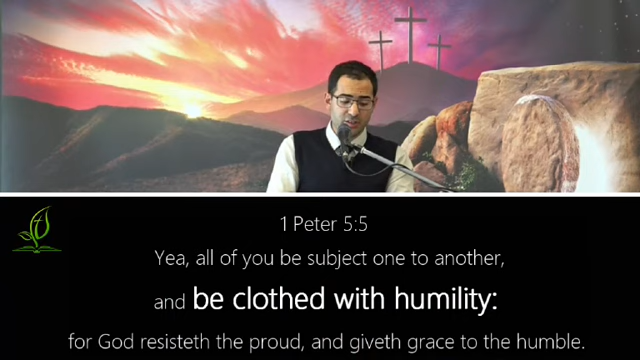 1 Peter 5:5
Yea, all of you be subject one to another,
and be clothed with humility:
for God resisteth the proud, and giveth grace to the humble.